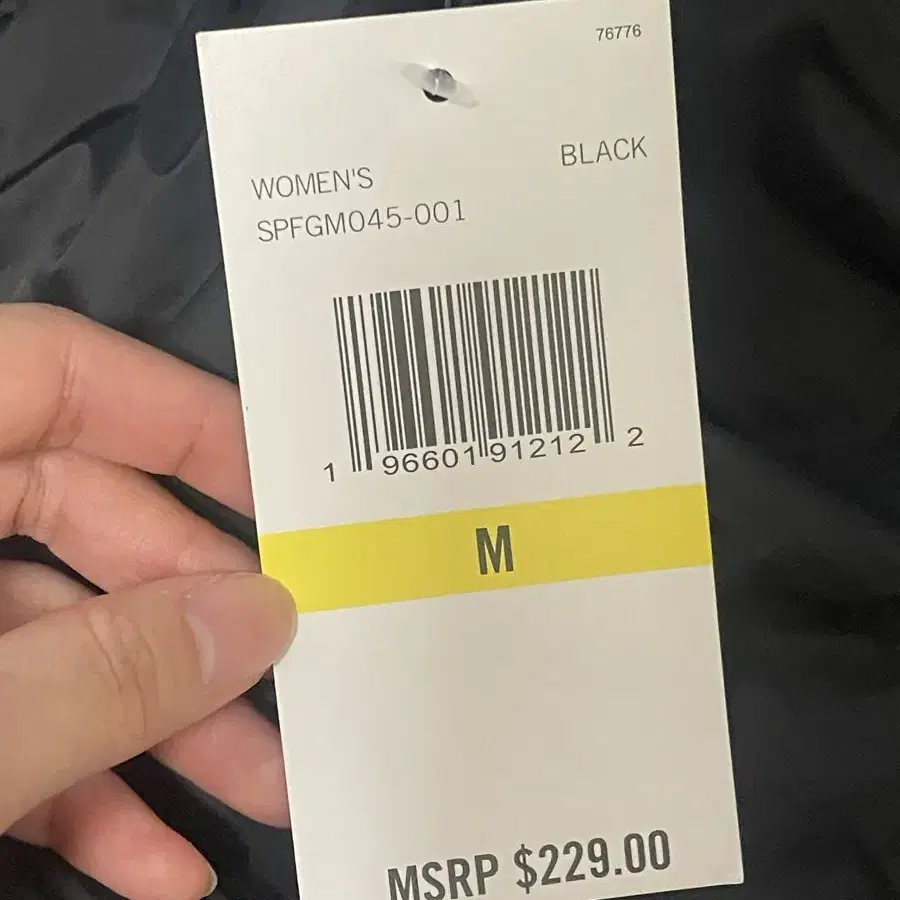 76776
BLACK
WOMEN'S
SPFGM045-001
1 96601 91212 2
M
MSRP $229.00